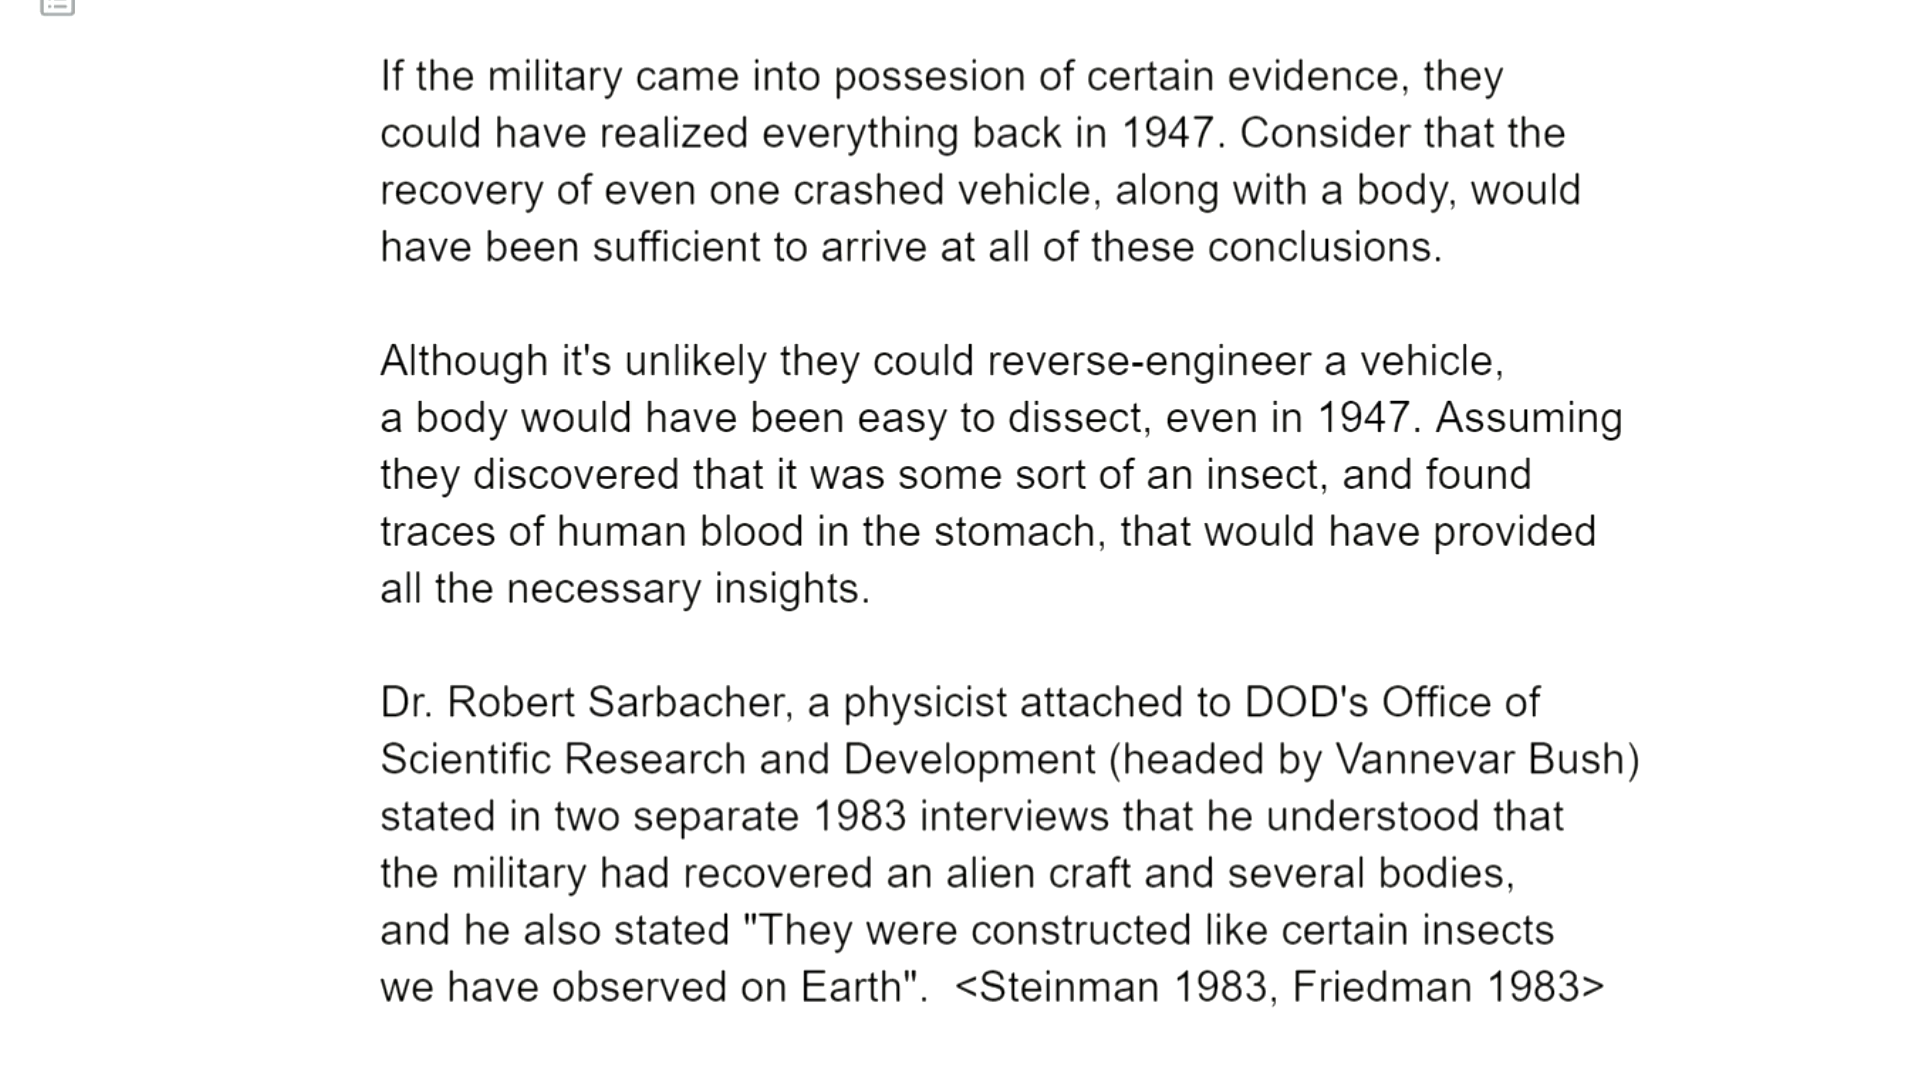 If the military came into possesion of certain evidence, they
could have realized everything back in 1947. Consider that the
recovery of even one crashed vehicle, along with a body, would
have been sufficient to arrive at all of these conclusions.
Although it's unlikely they could reverse-engineer a vehicle,
a body would have been easy to dissect, even in 1947. Assuming
they discovered that it was some sort of an insect, and found
traces of human blood in the stomach, that would have provided
all the necessary insights.
Dr. Robert Sarbacher, a physicist attached to DOD's Office of
Scientific Research and Development (headed by Vannevar Bush)
stated in two separate 1983 interviews that he understood that
the military had recovered an alien craft and several bodies,
and he also stated "They were constructed like certain insects
we have observed on Earth".  <Steinman 1983, Friedman 1983>